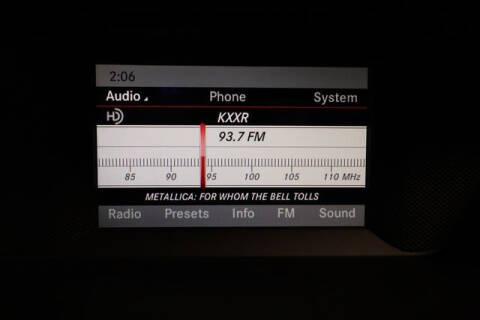 2:06
Audio Phone System
HD KXXR
93.7 FM
85 90 95 100 105 110 MHz
METALLICA: FOR WHOM THE BELL TOLLS
Radio Presets Info FM Sound